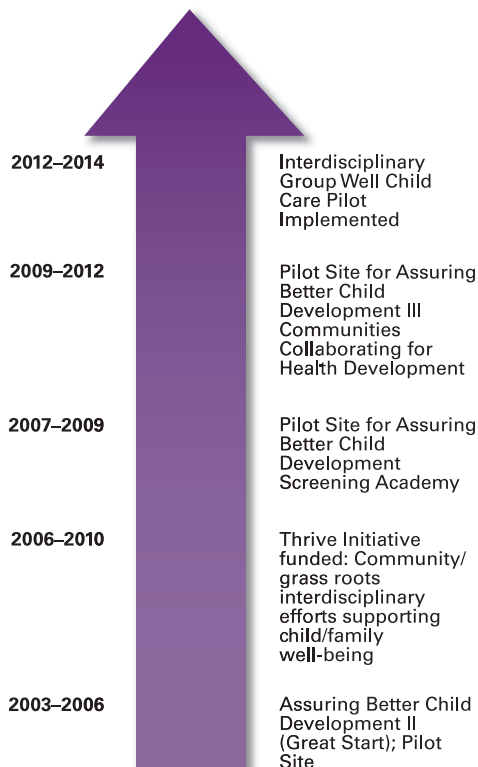 2012–2014
Interdisciplinary
Group Well Child
Care Pilot
Implemented
2009–2012
Pilot Site for Assuring
Better Child
Development III
Communities
Collaborating for
Health Development
2007–2009
Pilot Site for Assuring
Better Child
Development
Screening Academy
2006–2010
Thrive Initiative
funded: Community/
grass roots
interdisciplinary
efforts supporting
child/family
well-being
2003–2006
Assuring Better Child
Development II
(Great Start); Pilot
Site